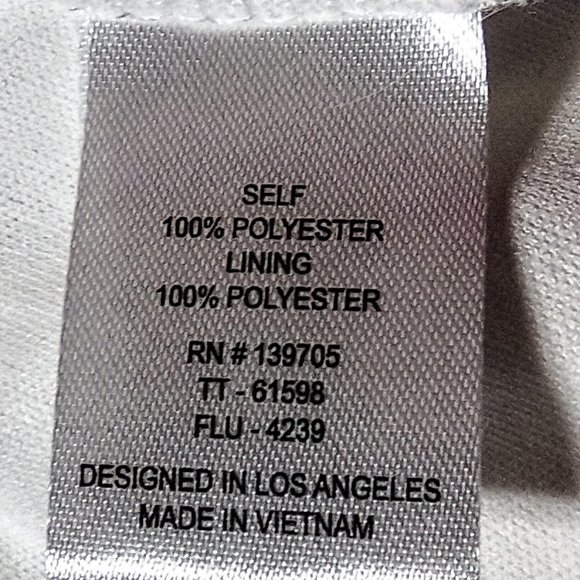 SELF
100% POLYESTER
LINING
100% POLYESTER
RN # 139705
TT - 61598
FLU - 4239
DESIGNED IN LOS ANGELES
MADE IN VIETNAM